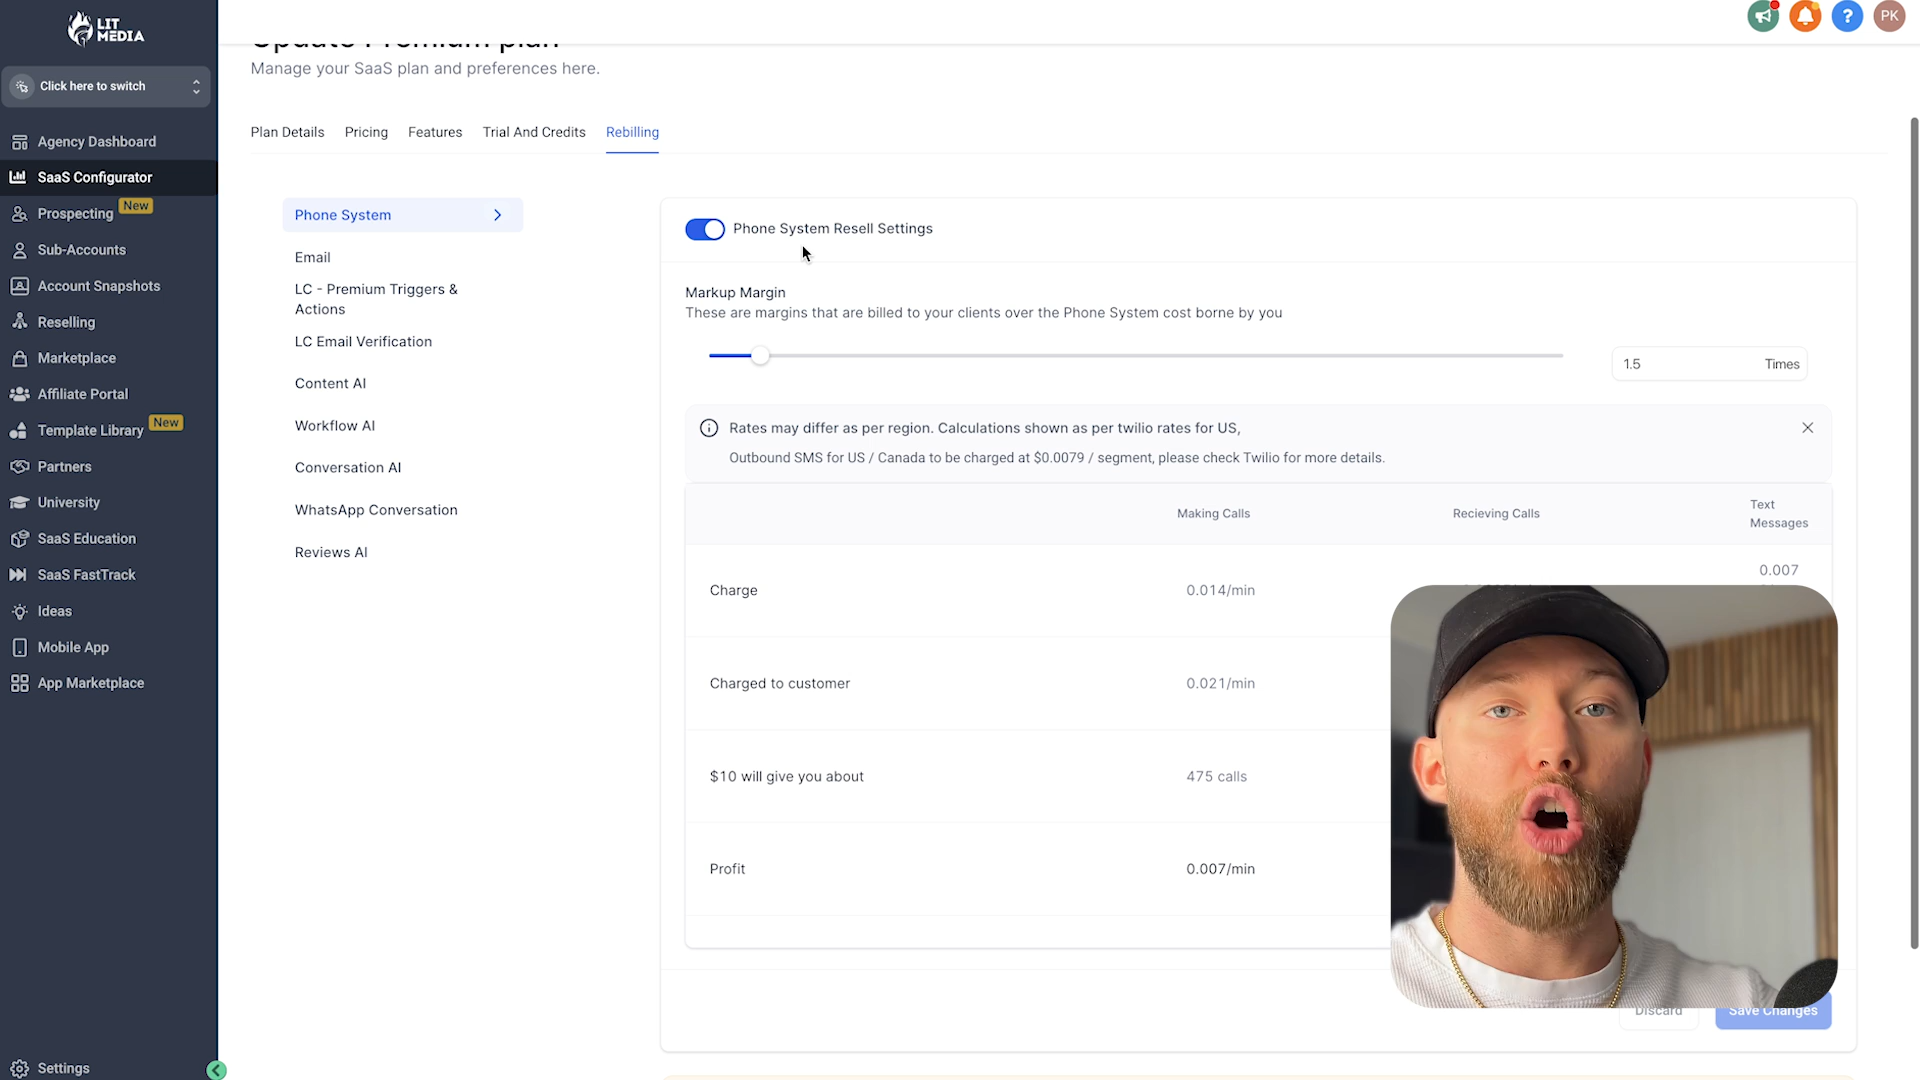 LIT
MEDIA
Click here to switch
Agency Dashboard
SaaS Configurator
Prospecting New
Sub-Accounts
Account Snapshots
Reselling
Marketplace
Affiliate Portal
Template Library New
Partners
University
SaaS Education
SaaS FastTrack
Ideas
Mobile App
App Marketplace
Settings
PK
Update Premium plan
Manage your SaaS plan and preferences here.
Plan Details Pricing Features Trial And Credits Rebilling
Phone System
Email
LC - Premium Triggers &
Actions
LC Email Verification
Content AI
Workflow AI
Conversation AI
WhatsApp Conversation
Reviews AI
Phone System Resell Settings
Markup Margin
These are margins that are billed to your clients over the Phone System cost borne by you
1.5 Times
Rates may differ as per region. Calculations shown as per twilio rates for US,
Outbound SMS for US / Canada to be charged at $0.0079 / segment, please check Twilio for more details.
Making Calls Recieving Calls Text
Messages
Charge 0.014/min 0.007
Charged to customer 0.021/min
$10 will give you about 475 calls
Profit 0.007/min
Discard Save Changes